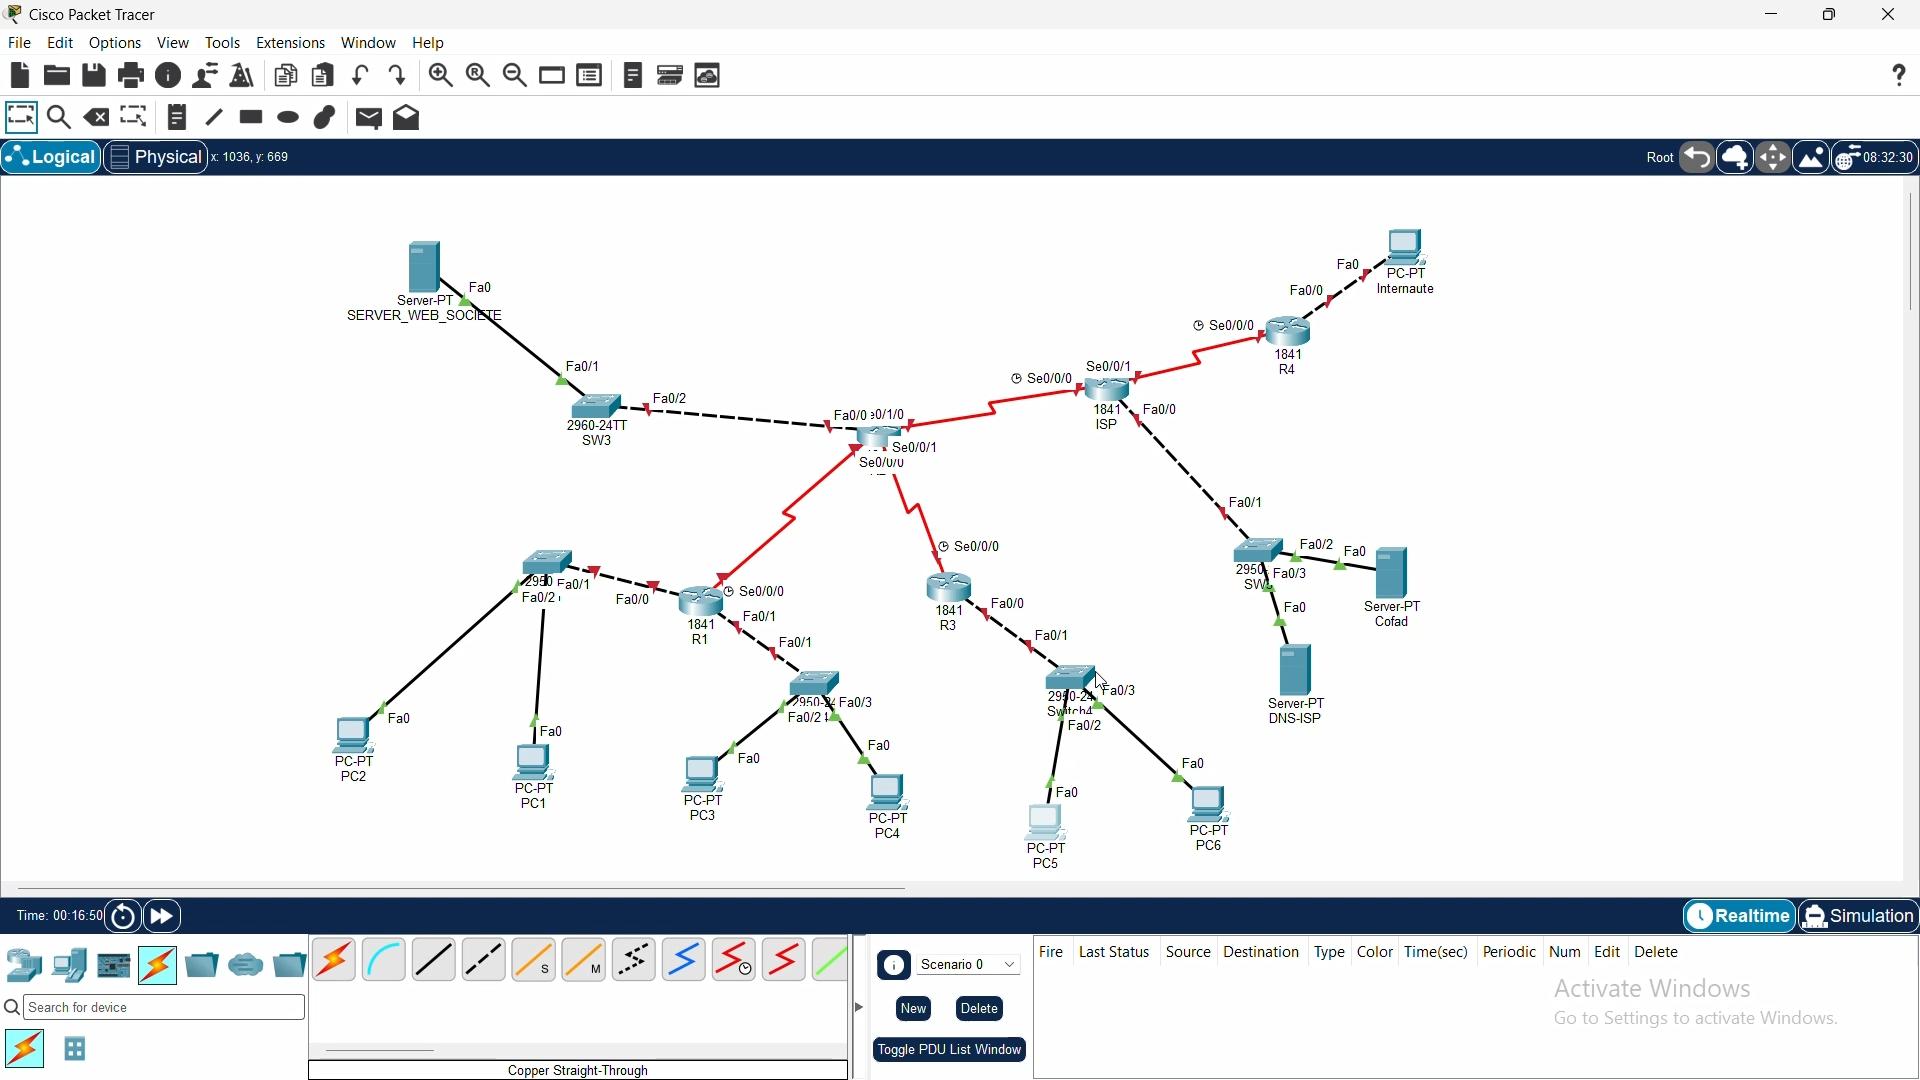 Cisco Packet Tracer
File Edit Options View Tools Extensions Window Help
Logical Physical x: 1036, y: 669
Root 08:32:30
Server-PT
SERVER_WEB_SOCIETE
Fa0
Fa0/1
Fa0/2
2960-24TT
SW3
Fa0/0
Se0/0/1
Se0/0/0
Se0/0/0
Se0/0/1
1841
ISP
Fa0/0
Se0/0/0
1841
R4
Fa0/0
Fa0
PC-PT
Internaute
Fa0/1
Fa0/2
Fa0
Fa0/3
Fa0
Server-PT
Cofad
Server-PT
DNS-ISP
Fa0/1
Fa0/2
Fa0/0
Se0/0/0
1841
R1
Fa0/1
Fa0/1
Fa0/2
Fa0/3
Se0/0/0
1841
R3
Fa0/0
Fa0/1
2950-24
Switch4
Fa0/3
Fa0/2
Fa0
PC-PT
PC2
Fa0
PC-PT
PC1
Fa0
PC-PT
PC3
Fa0
PC-PT
PC4
Fa0
PC-PT
PC5
Fa0
PC-PT
PC6
Time: 00:16:50
Realtime Simulation
Search for device
S M
Copper Straight-Through
Scenario 0
New Delete
Toggle PDU List Window
Fire Last Status Source Destination Type Color Time(sec) Periodic Num Edit Delete
Activate Windows
Go to Settings to activate Windows.